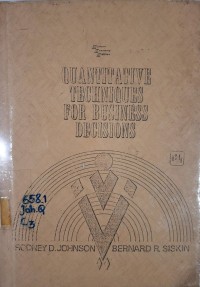 QUANTITATIVE
TECHNIQUES
FOR BUSINESS
DECISIONS
658.1
Joh.Q
C3
RODNEY D. JOHNSON BERNARD R. SISKIN